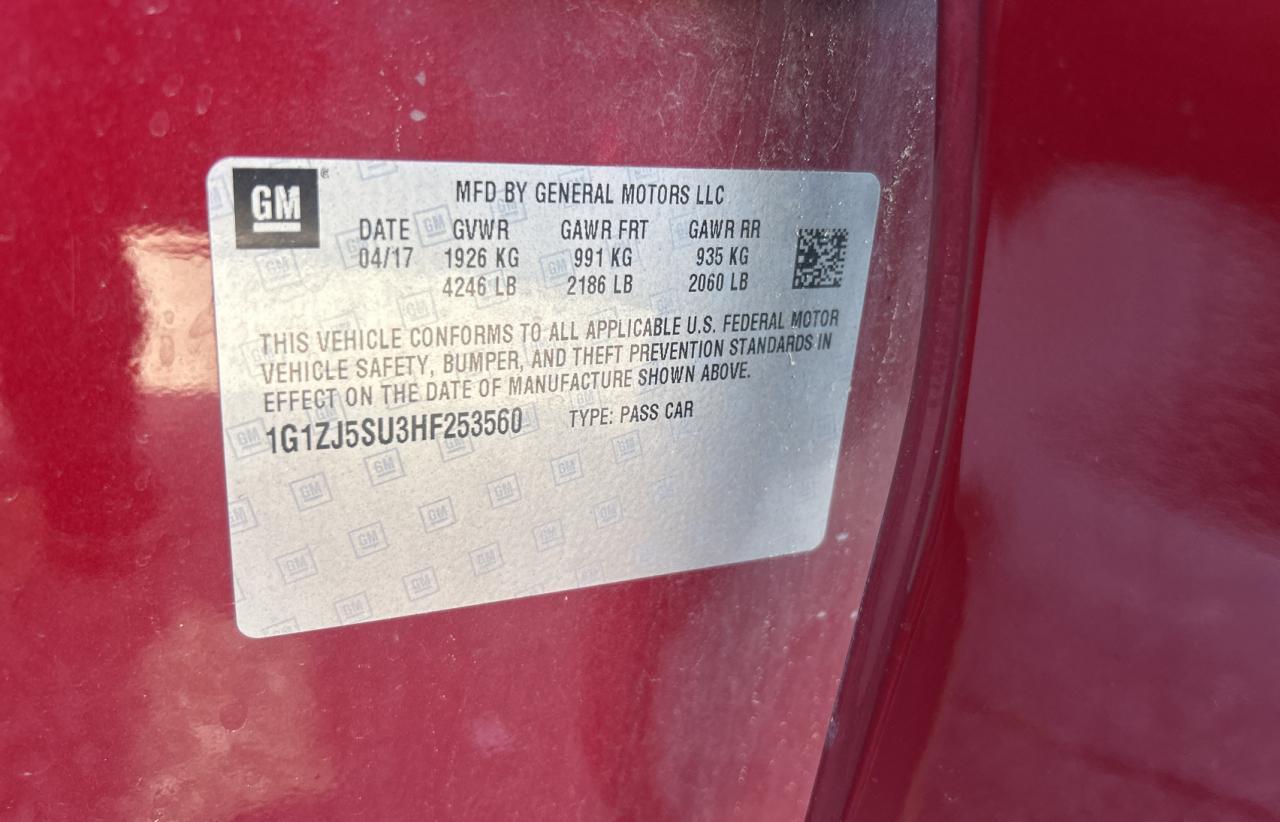 GM
MFD BY GENERAL MOTORS LLC
DATE GVWR GAWR FRT GAWR RR
04/17 1926 KG 991 KG 935 KG
4246 LB 2186 LB 2060 LB
THIS VEHICLE CONFORMS TO ALL APPLICABLE U.S. FEDERAL MOTOR
VEHICLE SAFETY, BUMPER, AND THEFT PREVENTION STANDARDS IN
EFFECT ON THE DATE OF MANUFACTURE SHOWN ABOVE.
1G1ZJ5SU3HF253560 TYPE: PASS CAR